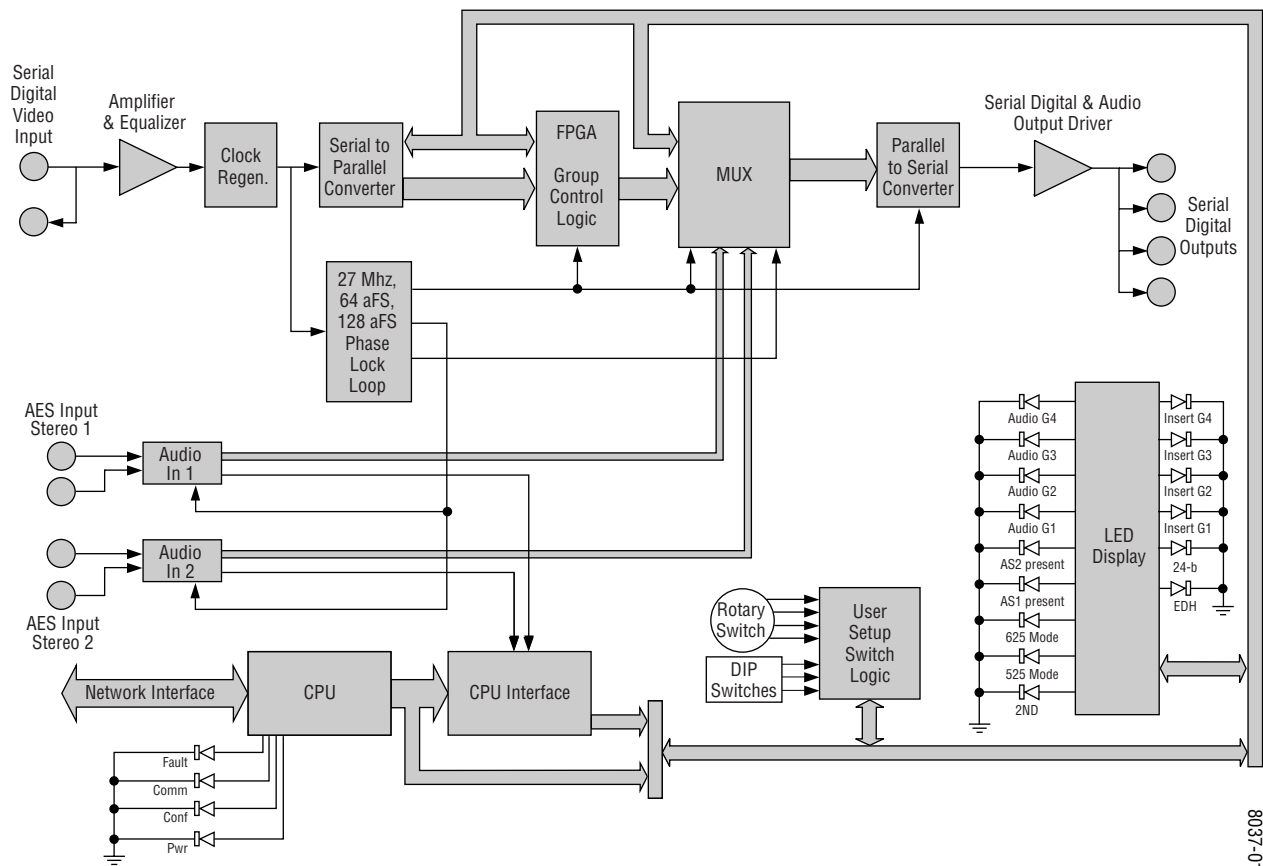 Serial
Digital
Video
Input
Amplifier
& Equalizer
Clock
Regen.
Serial to
Parallel
Converter
FPGA
Group
Control
Logic
MUX
Parallel
to Serial
Converter
Serial Digital & Audio
Output Driver
Serial
Digital
Outputs
27 Mhz,
64 aFS,
128 aFS
Phase
Lock
Loop
AES Input
Stereo 1
Audio
In 1
Audio
In 2
AES Input
Stereo 2
Network Interface
CPU
CPU Interface
Fault
Comm
Conf
Pwr
Rotary
Switch
DIP
Switches
User
Setup
Switch
Logic
Audio G4
Audio G3
Audio G2
Audio G1
AS2 present
AS1 present
625 Mode
525 Mode
2ND
LED
Display
Insert G4
Insert G3
Insert G2
Insert G1
24-b
EDH